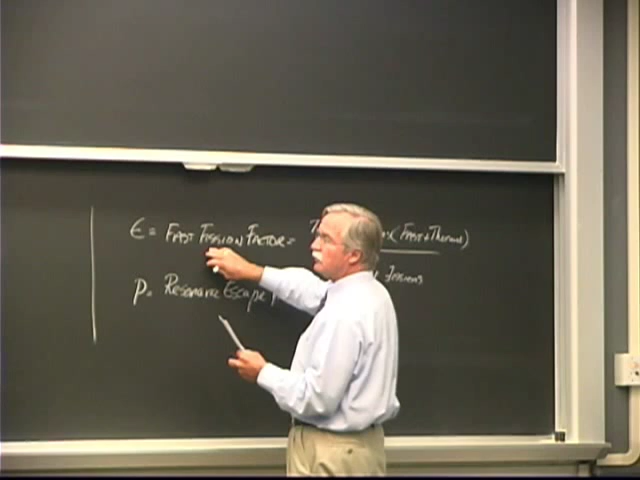 ϵ = FAST FISSION FACTOR = (FAST + Thermal)
Fissions
p = Resonance Escape